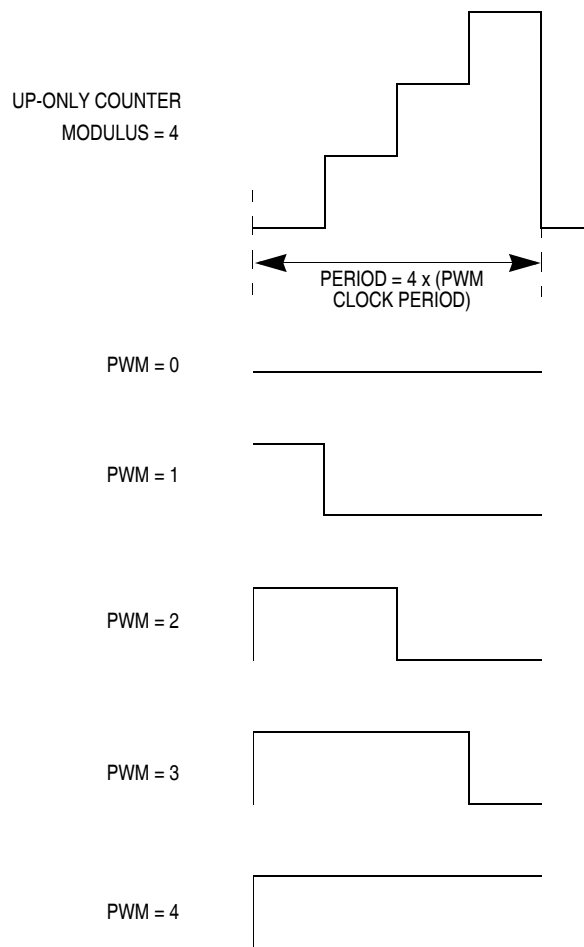 UP-ONLY COUNTER
MODULUS = 4
PERIOD = 4 x (PWM
CLOCK PERIOD)
PWM = 0
PWM = 1
PWM = 2
PWM = 3
PWM = 4